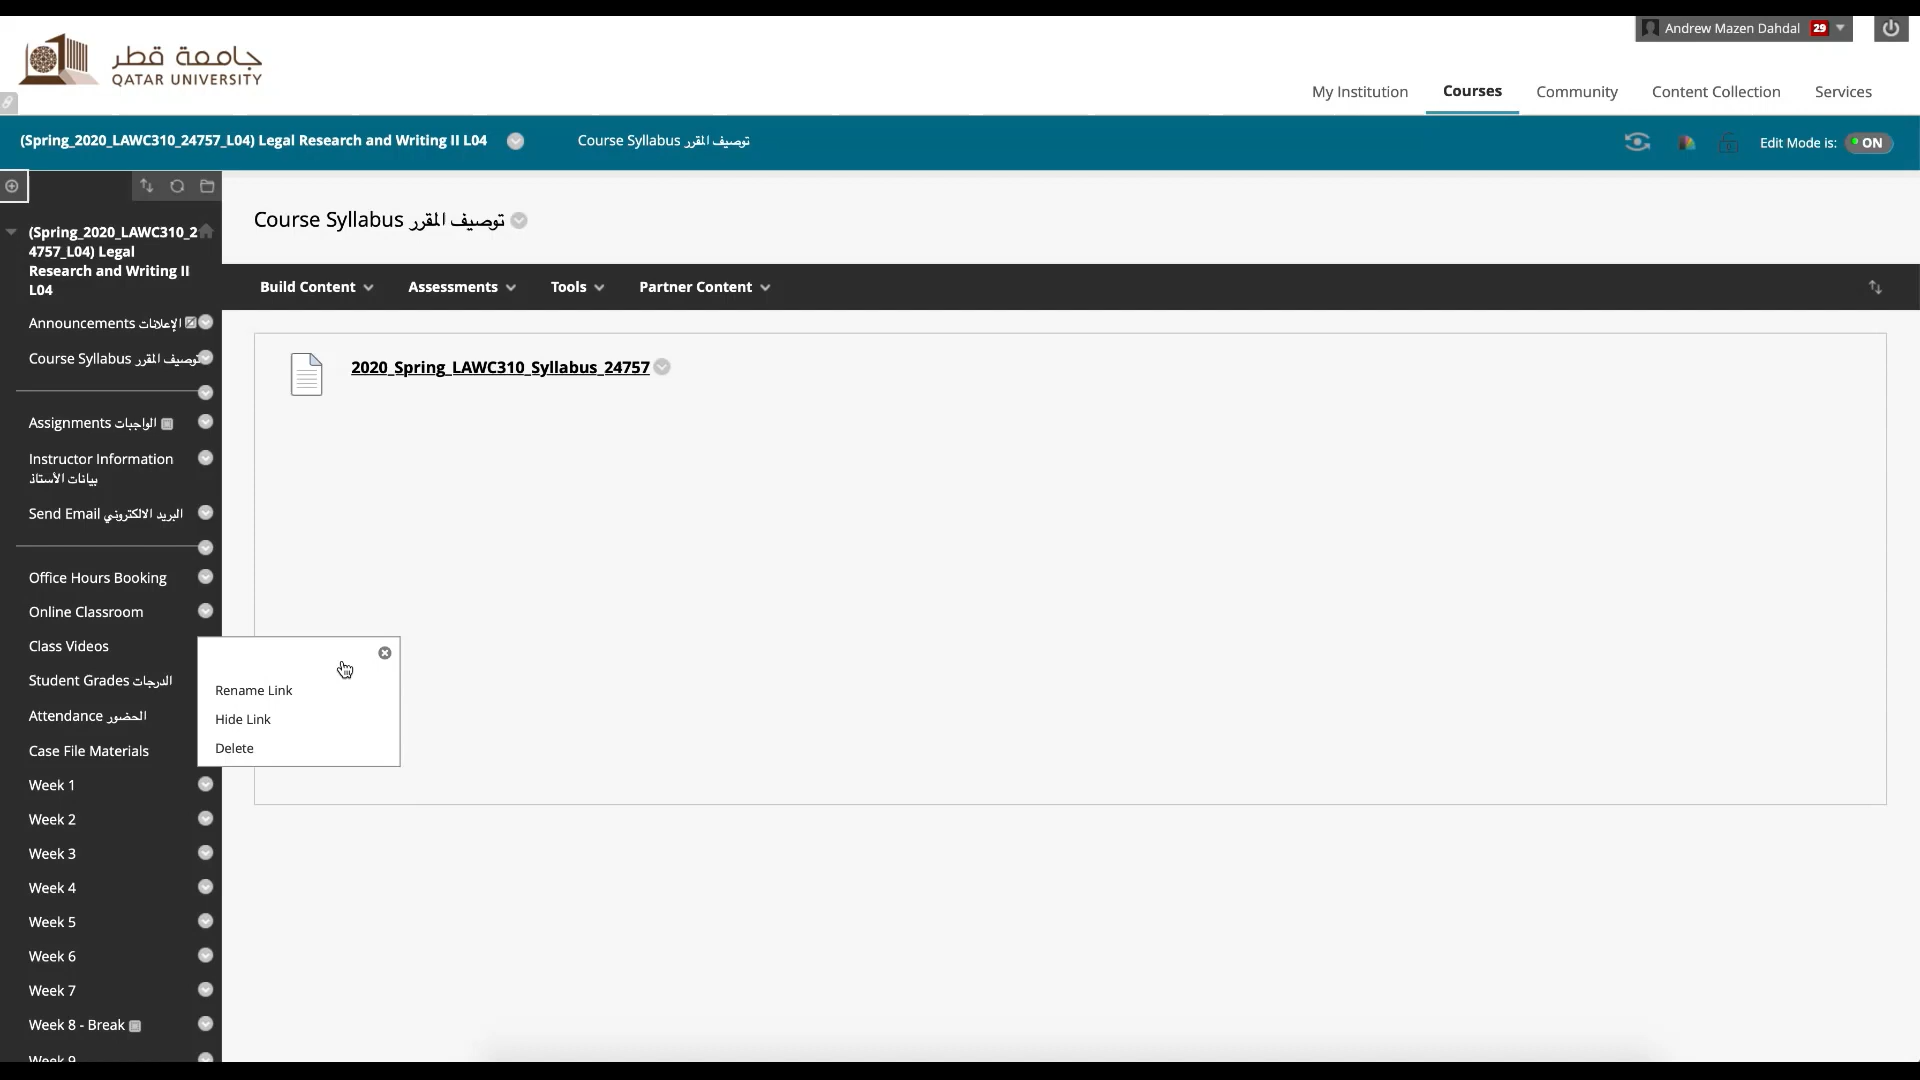 Andrew Mazen Dahdal 29
جامعة قطر
QATAR UNIVERSITY
My Institution Courses Community Content Collection Services
(Spring_2020_LAWC310_24757_L04) Legal Research and Writing II L04 Course Syllabus توصيف المقرر Edit Mode is: ON
Course Syllabus توصيف المقرر
(Spring_2020_LAWC310_2
4757_L04) Legal
Research and Writing II
L04
Build Content Assessments Tools Partner Content
Announcements الإعلانات
Course Syllabus توصيف المقرر
2020_Spring_LAWC310_Syllabus_24757
Assignments الواجبات
Instructor Information
بيانات الأستاذ
Send Email البريد الالكتروني
Office Hours Booking
Online Classroom
Class Videos
Student Grades الدرجات
Attendance الحضور
Case File Materials
Rename Link
Hide Link
Delete
Week 1
Week 2
Week 3
Week 4
Week 5
Week 6
Week 7
Week 8 - Break
Week 9